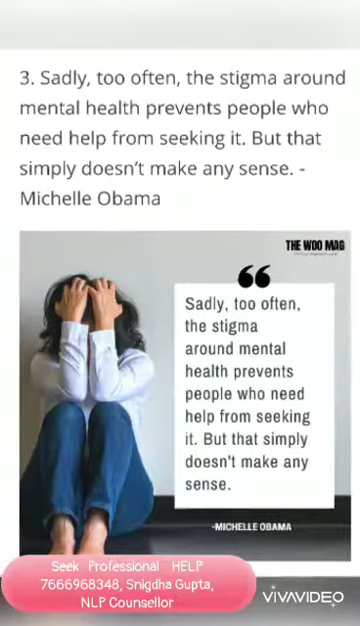 3. Sadly, too often, the stigma around
mental health prevents people who
need help from seeking it. But that
simply doesn’t make any sense. -
Michelle Obama
THE WOO MAG
“
Sadly, too often,
the stigma
around mental
health prevents
people who need
help from seeking
it. But that simply
doesn't make any
sense.
-MICHELLE OBAMA
Seek Professional HELP
7666968348, Snigdha Gupta,
NLP Counsellor
VIVAVIDEO